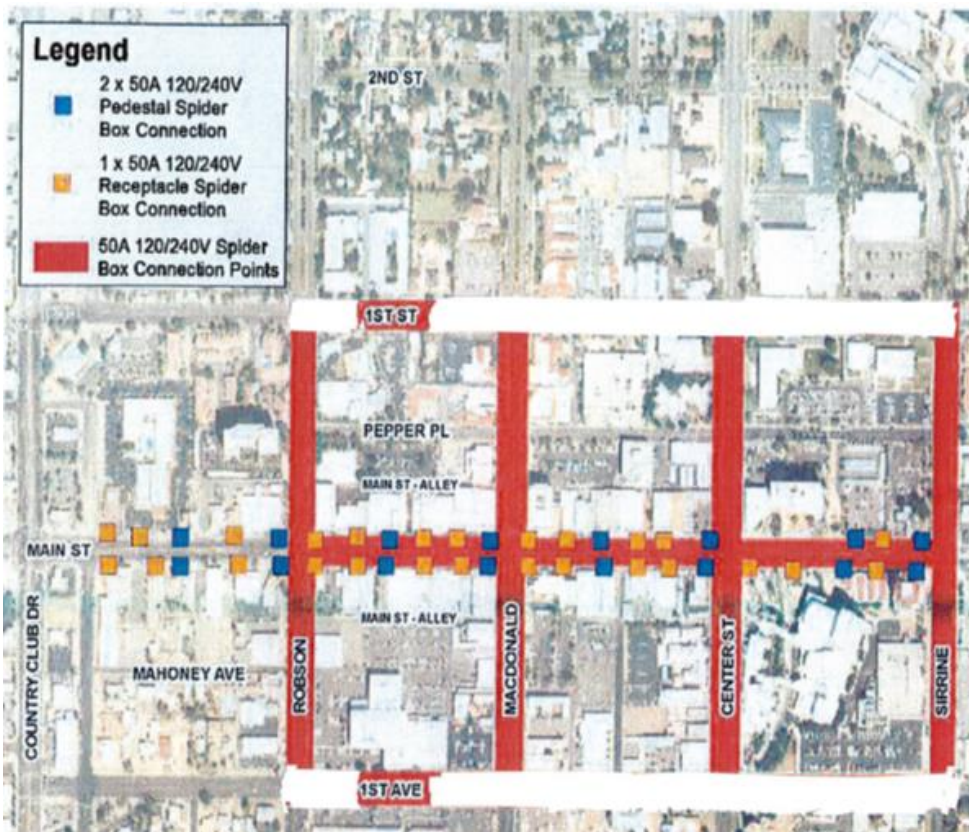 Legend
2 x 50A 120/240V
Pedestal Spider
Box Connection
1 x 50A 120/240V
Receptacle Spider
Box Connection
50A 120/240V Spider
Box Connection Points
2ND ST
1ST ST
PEPPER PL
MAIN ST - ALLEY
MAIN ST
MAIN ST - ALLEY
MAHONEY AVE
COUNTRY CLUB DR
ROBSON
MACDONALD
CENTER ST
SIRRIINE
1ST AVE